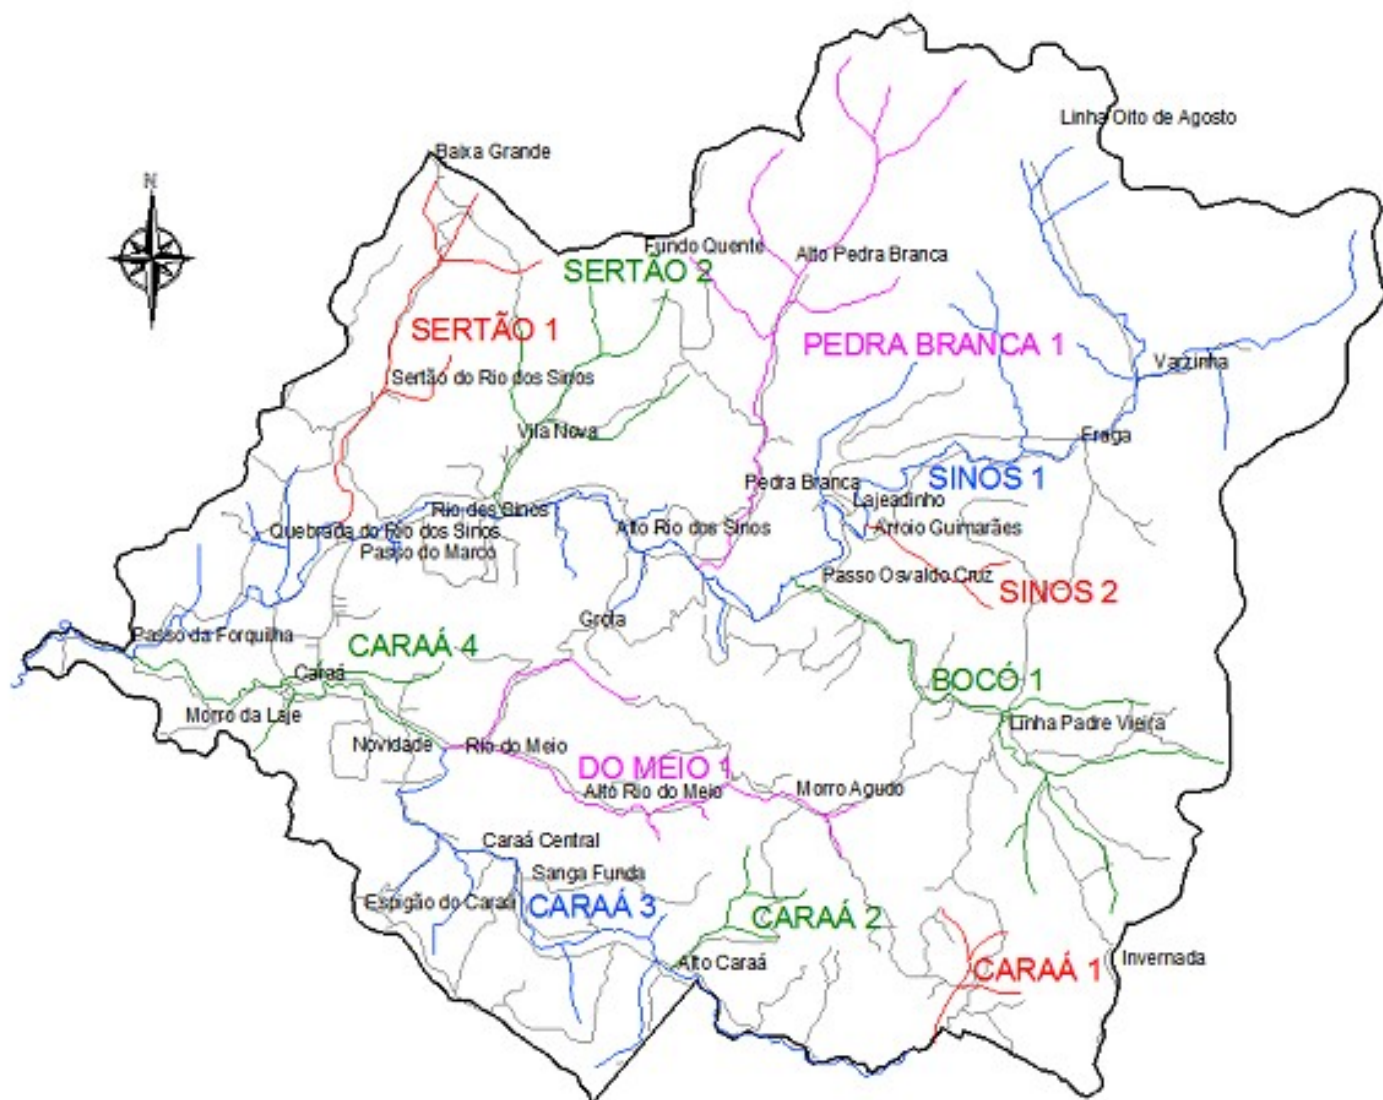 Linha Oito de Agosto
Baixa Grande
N
Fundo Quente
Alto Pedra Branca
SERTÃO 2
SERTÃO 1
PEDRA BRANCA 1
Varzinha
Sertão do Rio dos Sinos
Vila Nova
Fraga
SINOS 1
Pedra Branca
Lajeadinho
Rio dos Sinos
Quebrada do Rio dos Sinos
Alto Rio dos Sinos
Arroio Guimarães
Passo do Marco
Passo Osvaldo Cruz
SINOS 2
Grota
Passo da Forquilha
CARAÁ 4
Caraá
BOCÓ 1
Morro da Laje
Linha Padre Vieira
Novidade
Rio do Meio
DO MEIO 1
Alto Rio do Meio
Morro Agudo
Caraá Central
Sanga Funda
Espigão do Caraá
CARAÁ 3
CARAÁ 2
Alto Caraá
Invernada
CARAÁ 1